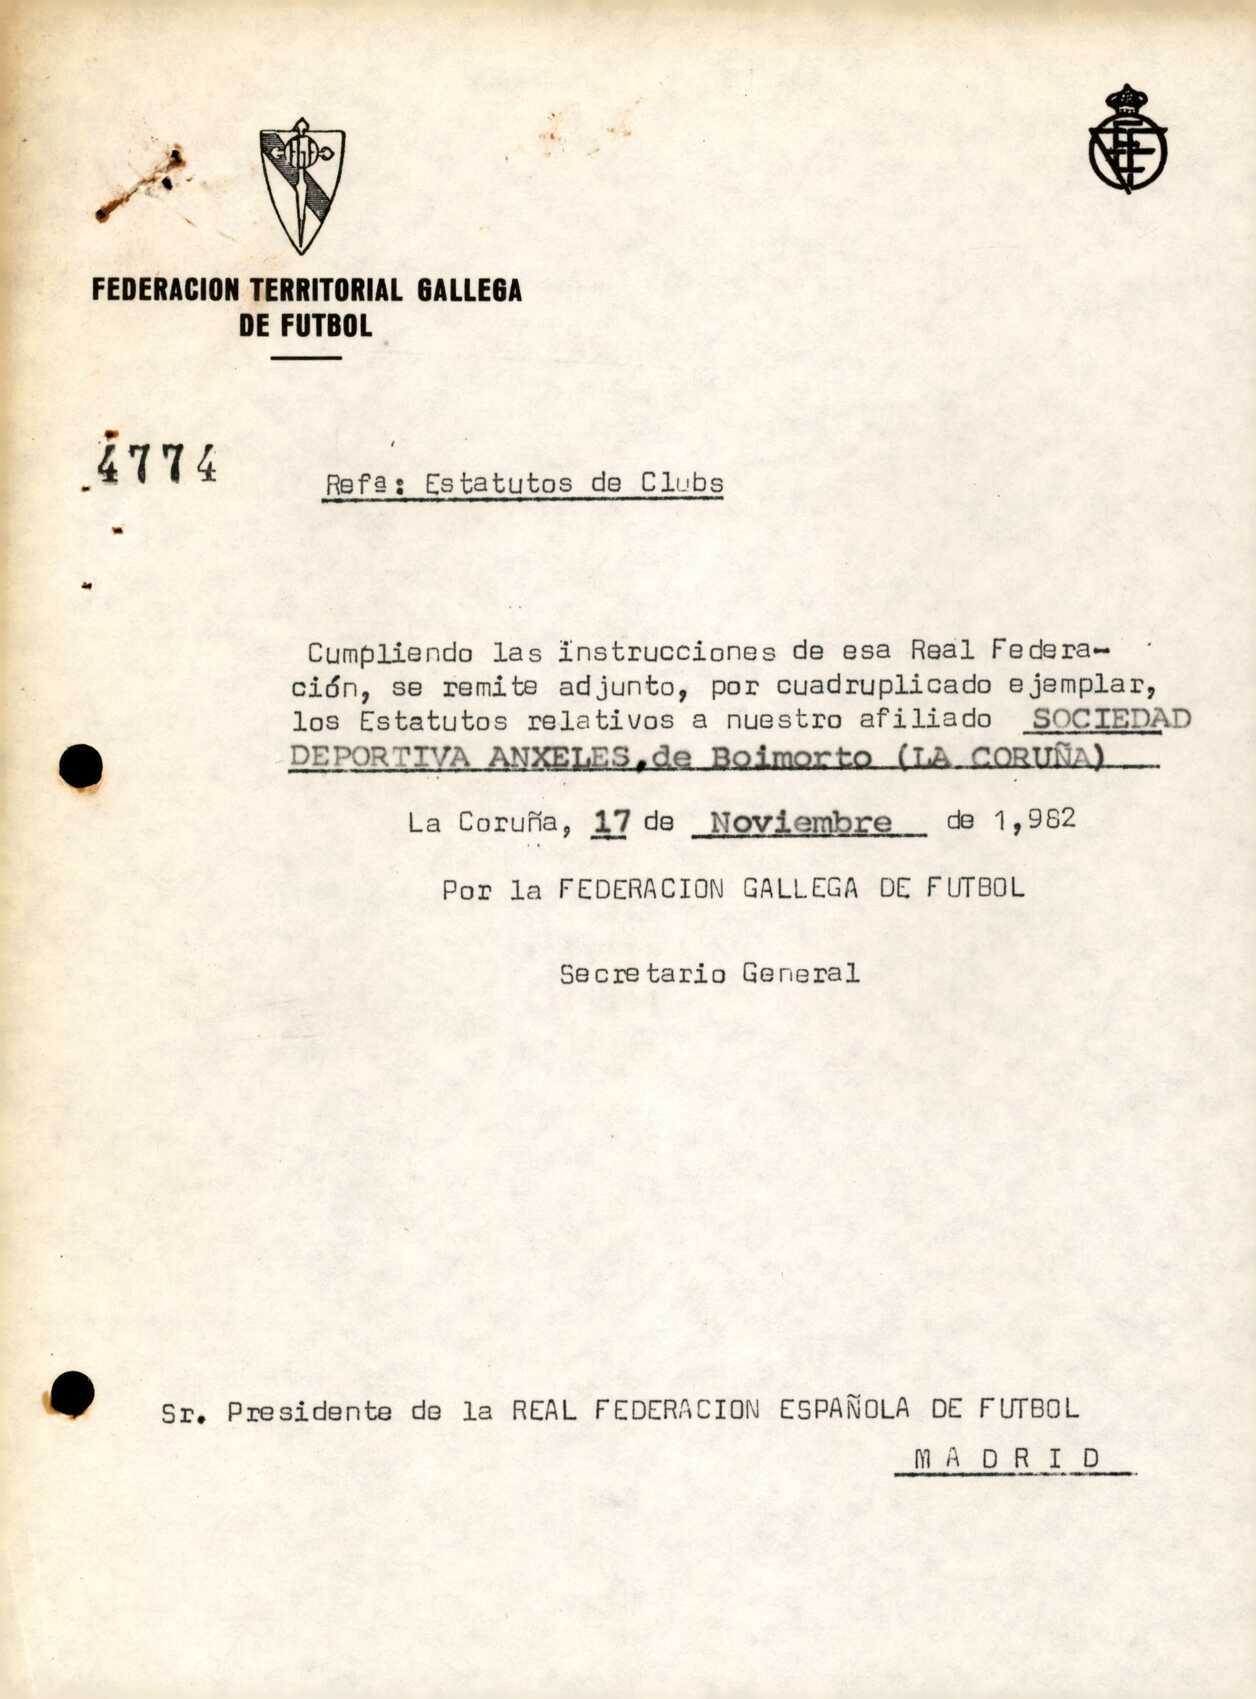 FEDERACION TERRITORIAL GALLEGA
DE FUTBOL
4774
Refª: Estatutos de Clubs
Cumpliendo las instrucciones de esa Real Federa-
ción, se remite adjunto, por cuadruplicado ejemplar,
los Estatutos relativos a nuestro afiliado SOCIEDAD
DEPORTIVA ANXELES, de Boimorto (LA CORUÑA)
La Coruña, 17 de Noviembre de 1,982
Por la FEDERACION GALLEGA DE FUTBOL
Secretario General
Sr. Presidente de la REAL FEDERACION ESPAÑOLA DE FUTBOL
M A D R I D